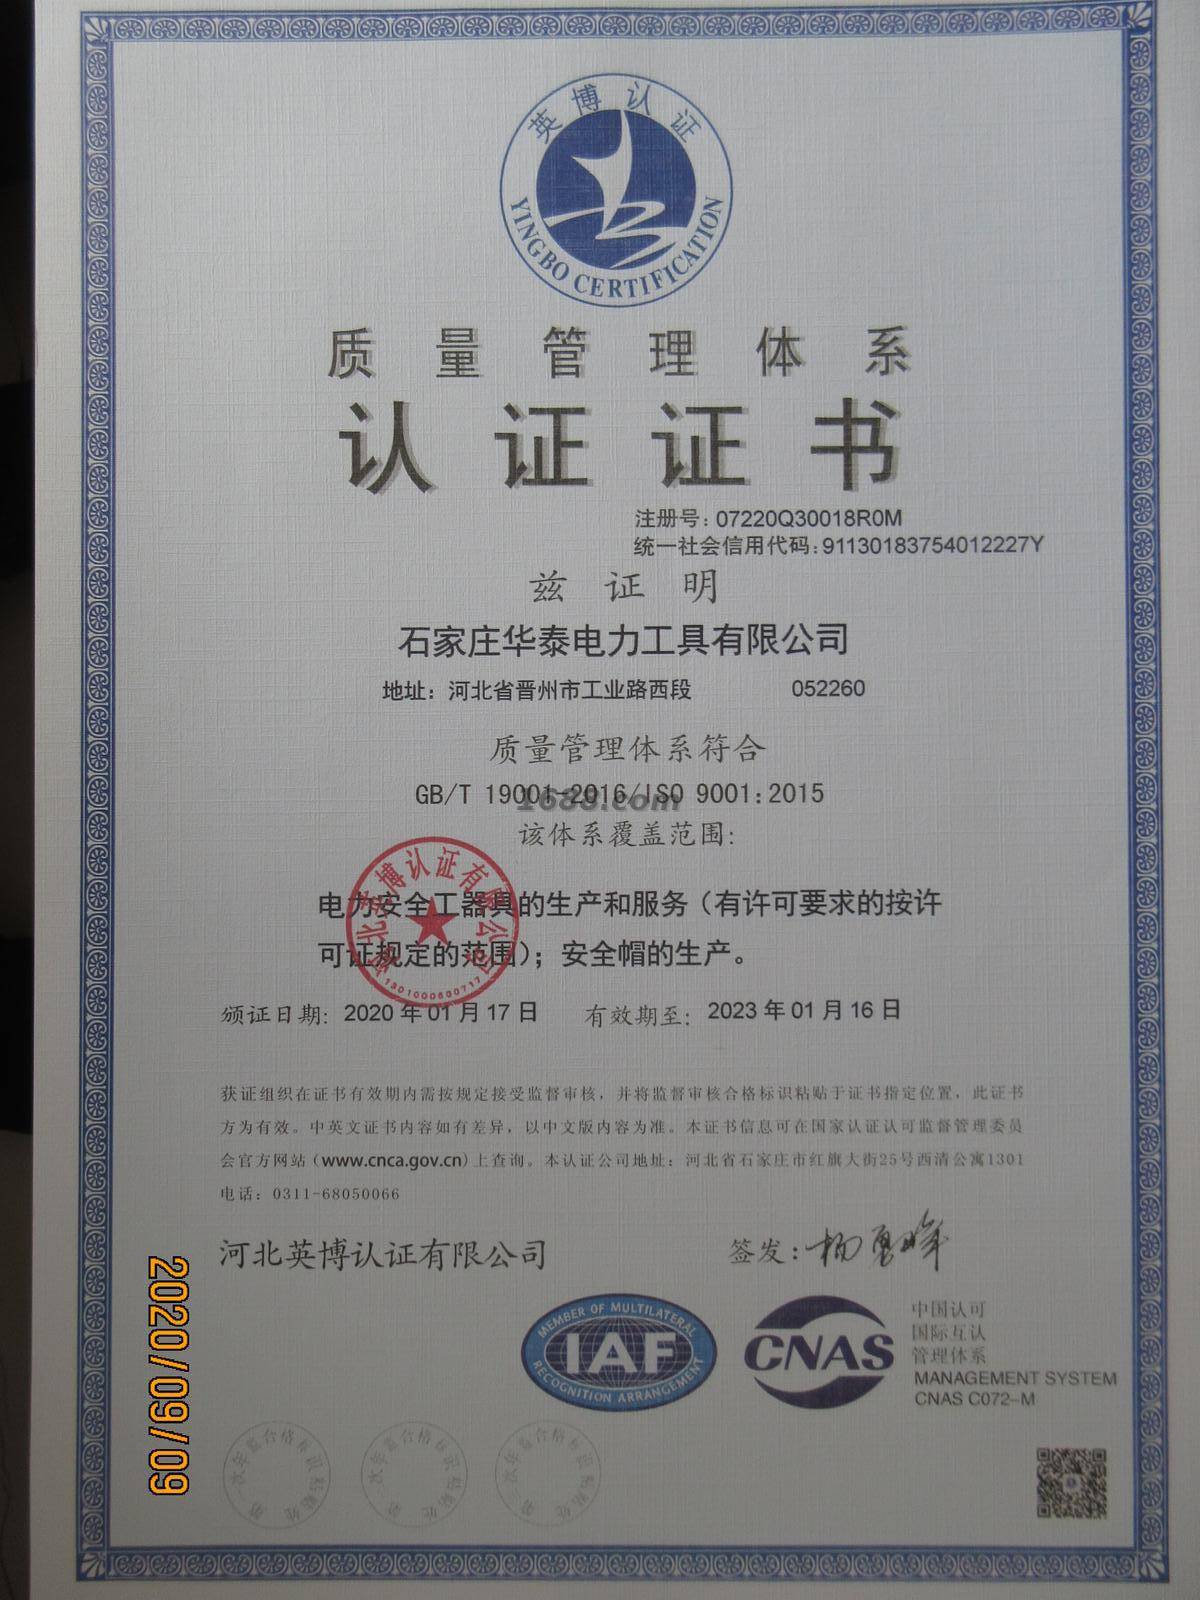 英博认证
YINGBO CERTIFICATION
质量管理体系
认证证书
注册号：07220Q30018R0M
统一社会信用代码：91130183754012227Y
兹证明
石家庄华泰电力工具有限公司
地址：河北省晋州市工业路西段 052260
质量管理体系符合
GB/T 19001-2016/ISO 9001:2015
1688.com
该体系覆盖范围:
电力安全工器具的生产和服务（有许可要求的按许
可证规定的范围）；安全帽的生产。
河北英博认证有限公司
1301000600717
颁证日期: 2020 年 01 月 17 日 有效期至: 2023 年 01 月 16 日
获证组织在证书有效期内需按规定接受监督审核，并将监督审核合格标识粘贴于证书指定位置，此证书
方为有效。中英文证书内容如有差异，以中文版内容为准。本证书信息可在国家认证认可监督管理委员
会官方网站(www.cnca.gov.cn)上查询。本认证公司地址：河北省石家庄市红旗大街25号西清公寓1301
电话：0311-68050066
河北英博认证有限公司 签发:
MEMBER OF MULTILATERAL
IAF
RECOGNITION ARRANGEMENT
CNAS
中国认可
国际互认
管理体系
MANAGEMENT SYSTEM
CNAS C072-M
2020/09/09